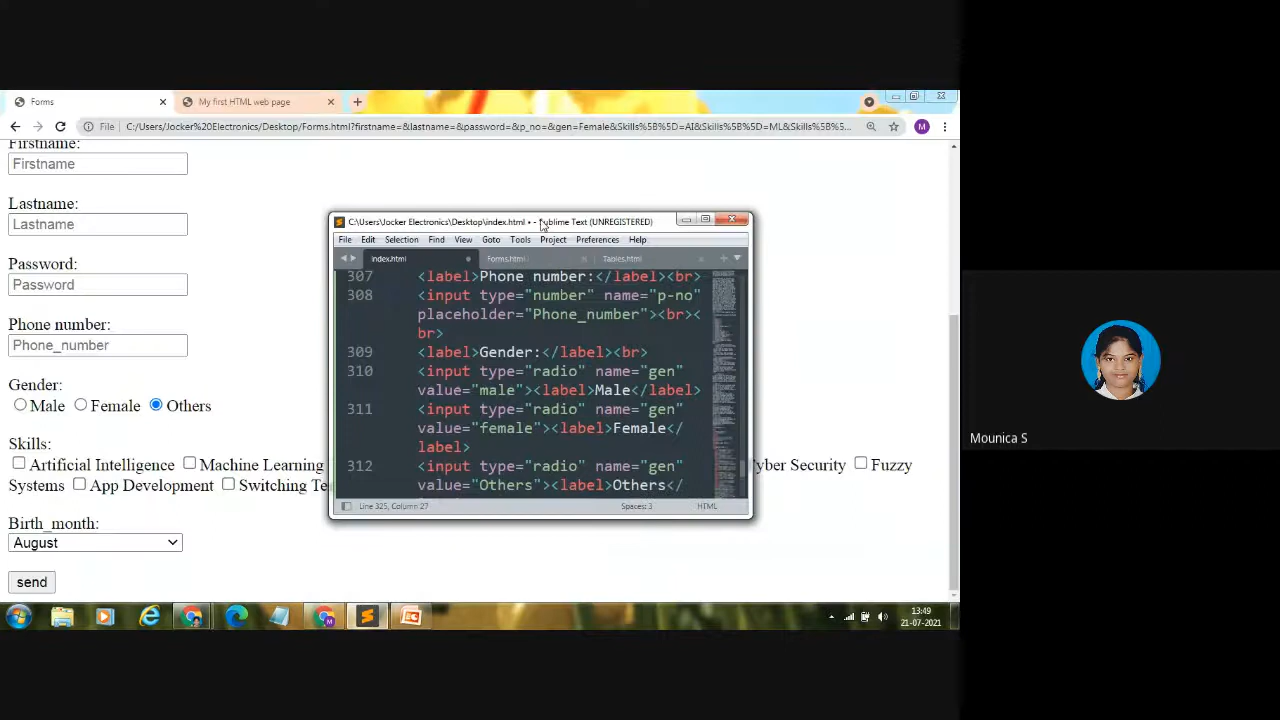 Forms
My first HTML web page
File C:/Users/Jocker%20Electronics/Desktop/Forms.html?firstname=&lastname=&password=&p_no=&gen=Female&Skills%5B%5D=AI&Skills%5B%5D=ML&Skills%5B%5...
M
Firstname:
Firstname
Lastname:
Lastname
Password:
Password
Phone number:
Phone_number
Gender:
Male Female Others
Skills:
Artificial Intelligence Machine Learning
yber Security Fuzzy
Systems App Development Switching Te
Birth_month:
August
send
C:\Users\Jocker Electronics\Desktop\index.html • - Sublime Text (UNREGISTERED)
File Edit Selection Find View Goto Tools Project Preferences Help
index.html Forms.html Tables.html
307 <label>Phone number:</label><br>
308 <input type="number" name="p-no"
placeholder="Phone_number"><br><
br>
309 <label>Gender:</label><br>
310 <input type="radio" name="gen"
value="male"><label>Male</label>
311 <input type="radio" name="gen"
value="female"><label>Female</
label>
312 <input type="radio" name="gen"
value="Others"><label>Others</
Line 325, Column 27
Spaces: 3
HTML
13:49
21-07-2021
Mounica S